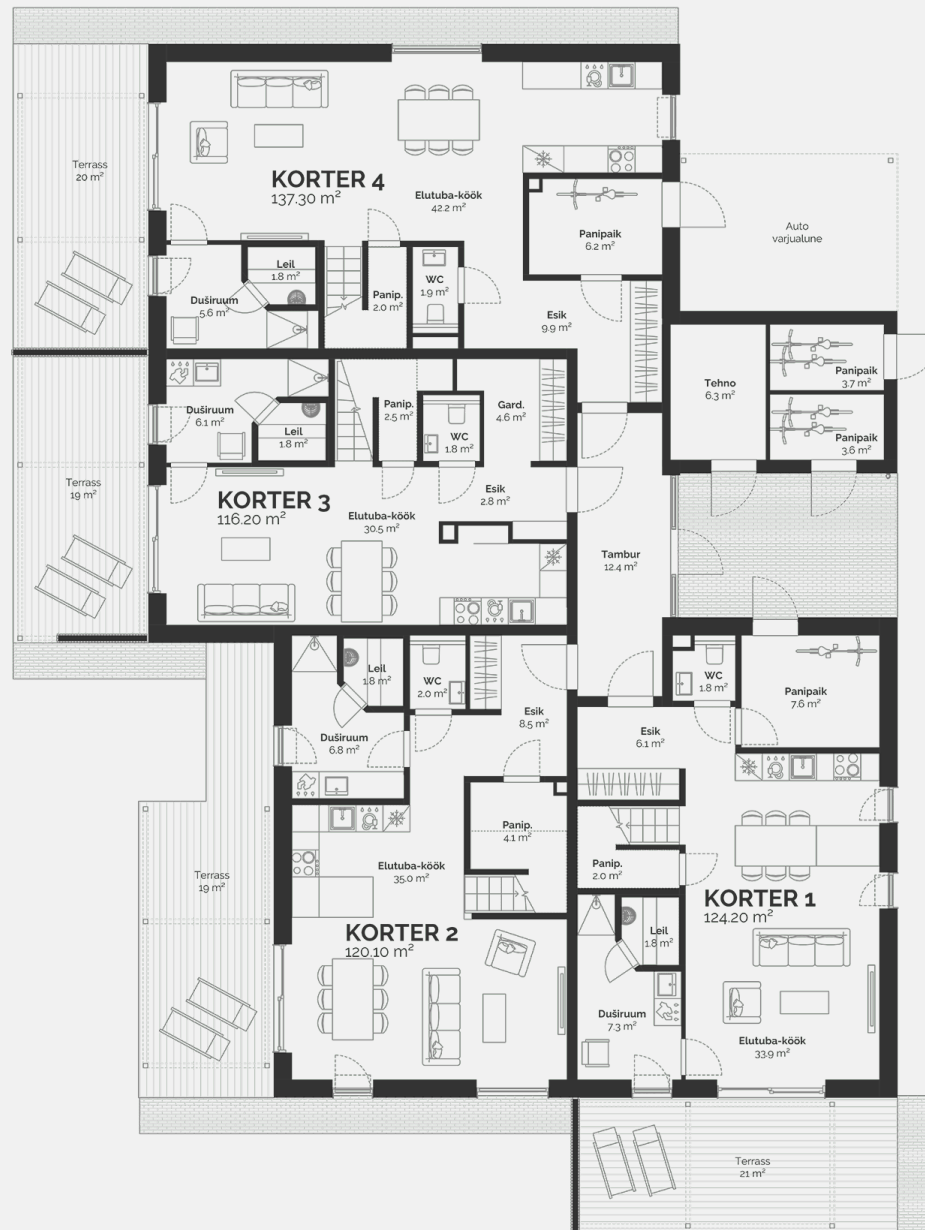 Terrass
20 m²
KORTER 4
137.30 m²
Elutuba-köök
42.2 m²
Panipaik
6.2 m²
Auto
varjualune
Leil
1.8 m²
Duširuum
5.6 m²
Panip.
2.0 m²
WC
1.9 m²
Esik
9.9 m²
Tehno
6.3 m²
Panipaik
3.7 m²
Panipaik
3.6 m²
Duširuum
6.1 m²
Leil
1.8 m²
Panip.
2.5 m²
WC
1.8 m²
Gard.
4.6 m²
Terrass
19 m²
KORTER 3
116.20 m²
Elutuba-köök
30.5 m²
Esik
2.8 m²
Tambur
12.4 m²
Leil
1.8 m²
WC
2.0 m²
Esik
8.5 m²
Duširuum
6.8 m²
WC
1.8 m²
Panipaik
7.6 m²
Esik
6.1 m²
Panip.
4.1 m²
Elutuba-köök
35.0 m²
Terrass
19 m²
KORTER 2
120.10 m²
Panip.
2.0 m²
KORTER 1
124.20 m²
Leil
1.8 m²
Duširuum
7.3 m²
Elutuba-köök
33.9 m²
Terrass
21 m²